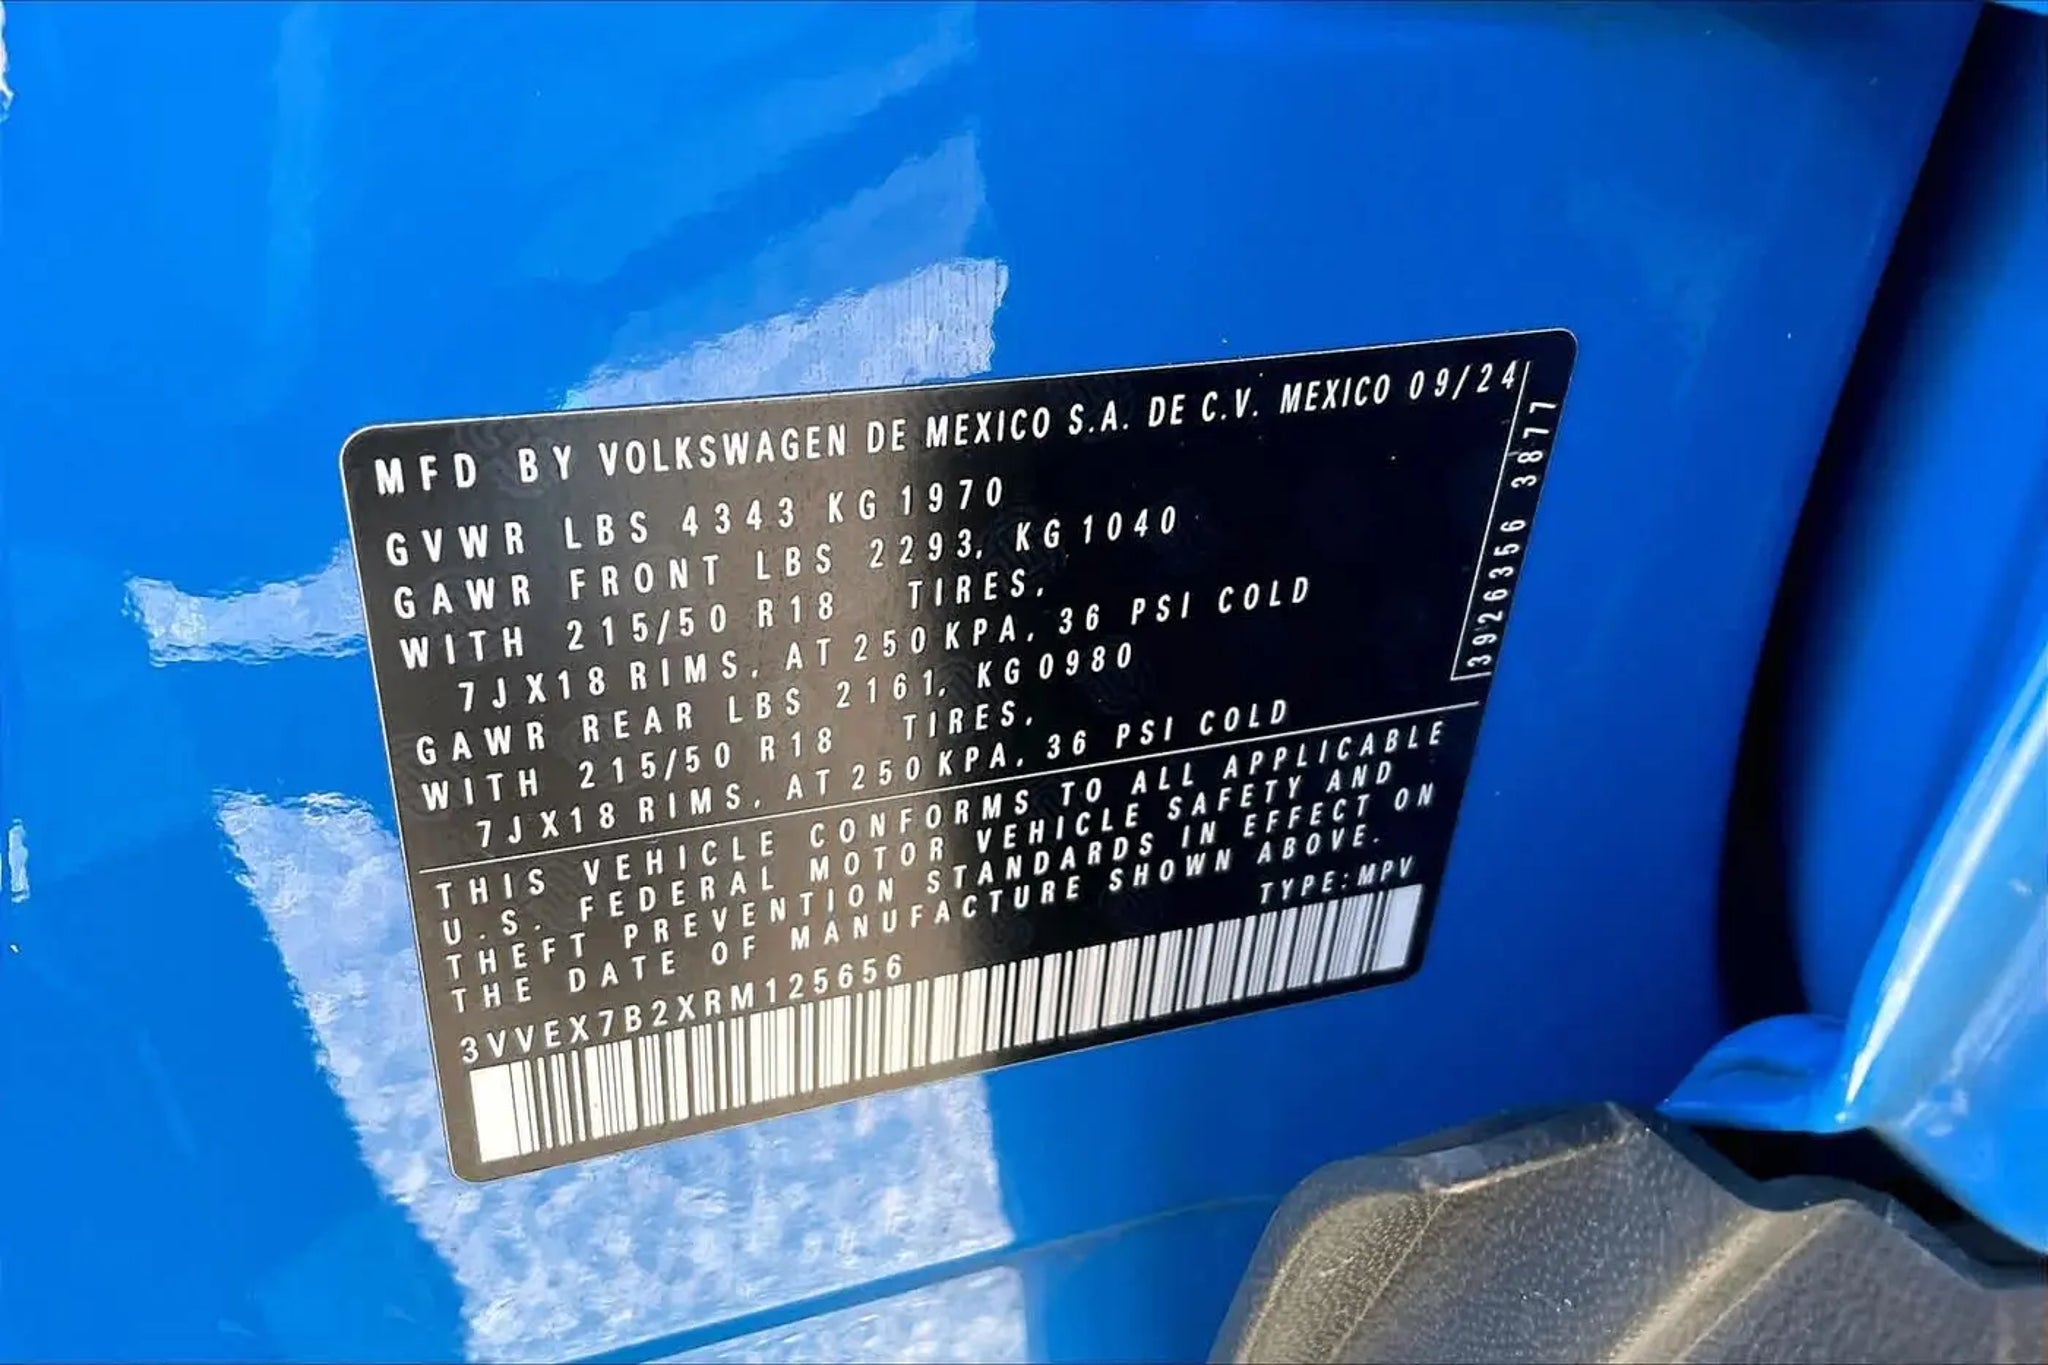 MFD BY VOLKSWAGEN DE MEXICO S.A. DE C.V. MEXICO 09/24
GVWR LBS 4343 KG 1970
GAWR FRONT LBS 2293, KG 1040
WITH 215/50 R18 TIRES,
7JX18 RIMS, AT 250 KPA, 36 PSI COLD
GAWR REAR LBS 2161, KG 0980
WITH 215/50 R18 TIRES,
7JX18 RIMS, AT 250 KPA, 36 PSI COLD
3926356 3877
THIS VEHICLE CONFORMS TO ALL APPLICABLE
U.S. FEDERAL MOTOR VEHICLE SAFETY AND
THEFT PREVENTION STANDARDS IN EFFECT ON
THE DATE OF MANUFACTURE SHOWN ABOVE.
3VVEX7B2XRM125656 TYPE:MPV